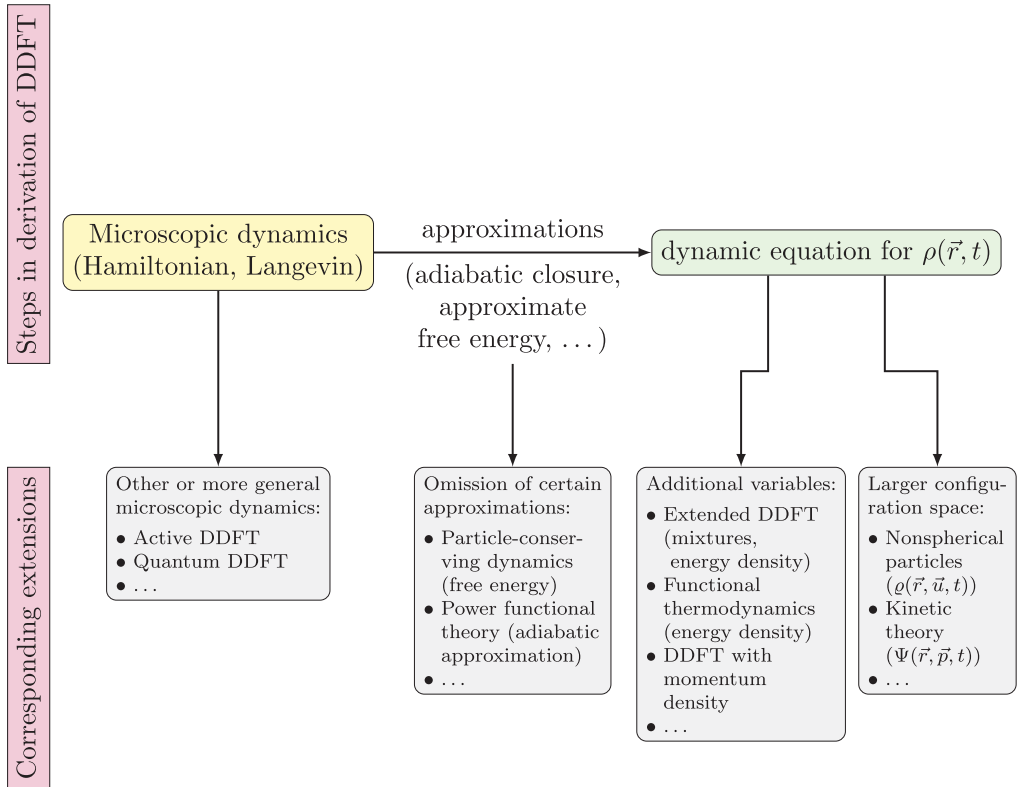 Steps in derivation of DDFT
Microscopic dynamics
(Hamiltonian, Langevin)
approximations
(adiabatic closure,
approximate
free energy, ...)
dynamic equation for ρ(r⃗, t)
Corresponding extensions
Other or more general
microscopic dynamics:
• Active DDFT
• Quantum DDFT
• ...
Omission of certain
approximations:
• Particle-conser-
ving dynamics
(free energy)
• Power functional
theory (adiabatic
approximation)
• ...
Additional variables:
• Extended DDFT
(mixtures,
energy density)
• Functional
thermodynamics
(energy density)
• DDFT with
momentum
density
• ...
Larger configu-
ration space:
• Nonspherical
particles
(ϱ(r⃗, u⃗, t))
• Kinetic
theory
(Ψ(r⃗, p⃗, t))
• ...